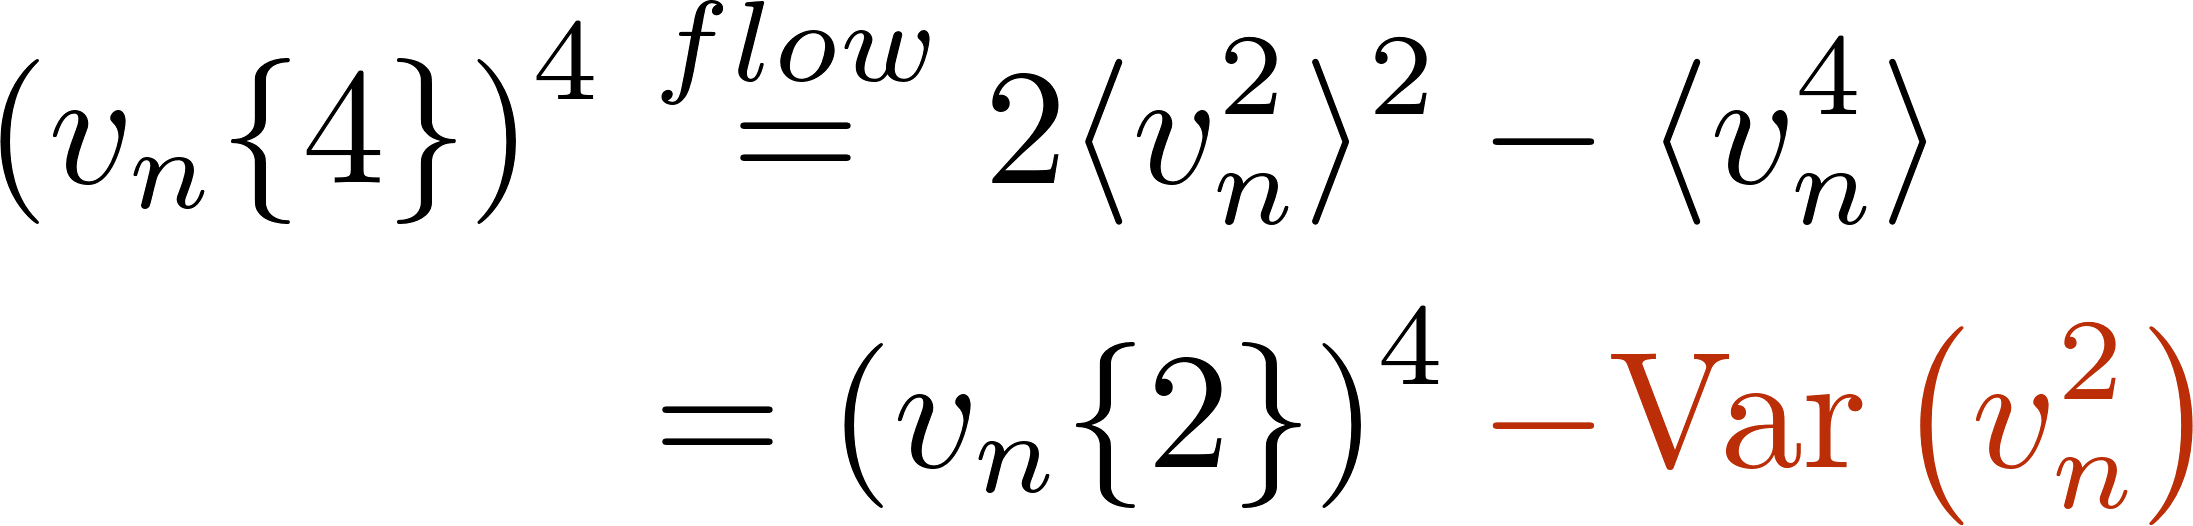 (v_n{4})^4 \overset{flow}{=} 2⟨v_n^2⟩^2 − ⟨v_n^4⟩
= (v_n{2})^4 − Var(v_n^2)